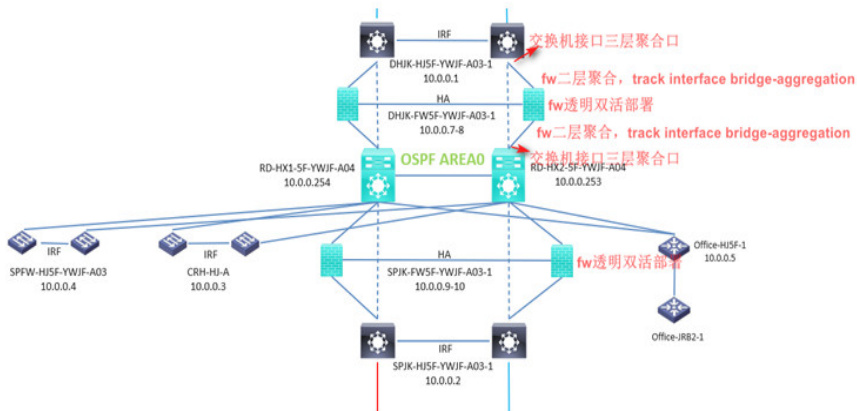 IRF
交换机接口三层聚合口
DHJK-HJ5F-YWJF-A03-1
10.0.0.1
fw二层聚合，track interface bridge-aggregation
HA
fw透明双活部署
DHJK-FW5F-YWJF-A03-1
10.0.0.7-8
fw二层聚合，track interface bridge-aggregation
OSPF AREA0
交换机接口三层聚合口
RD-HX1-5F-YWJF-A04
10.0.0.254
RD-HX2-5F-YWJF-A04
10.0.0.253
IRF
SPFW-HJ5F-YWJF-A03
10.0.0.4
IRF
CRH-HJ-A
10.0.0.3
HA
SPJK-FW5F-YWJF-A03-1
10.0.0.9-10
fw透明双活部署
Office-HJ5F-1
10.0.0.5
Office-JRB2-1
IRF
SPJK-HJ5F-YWJF-A03-1
10.0.0.2